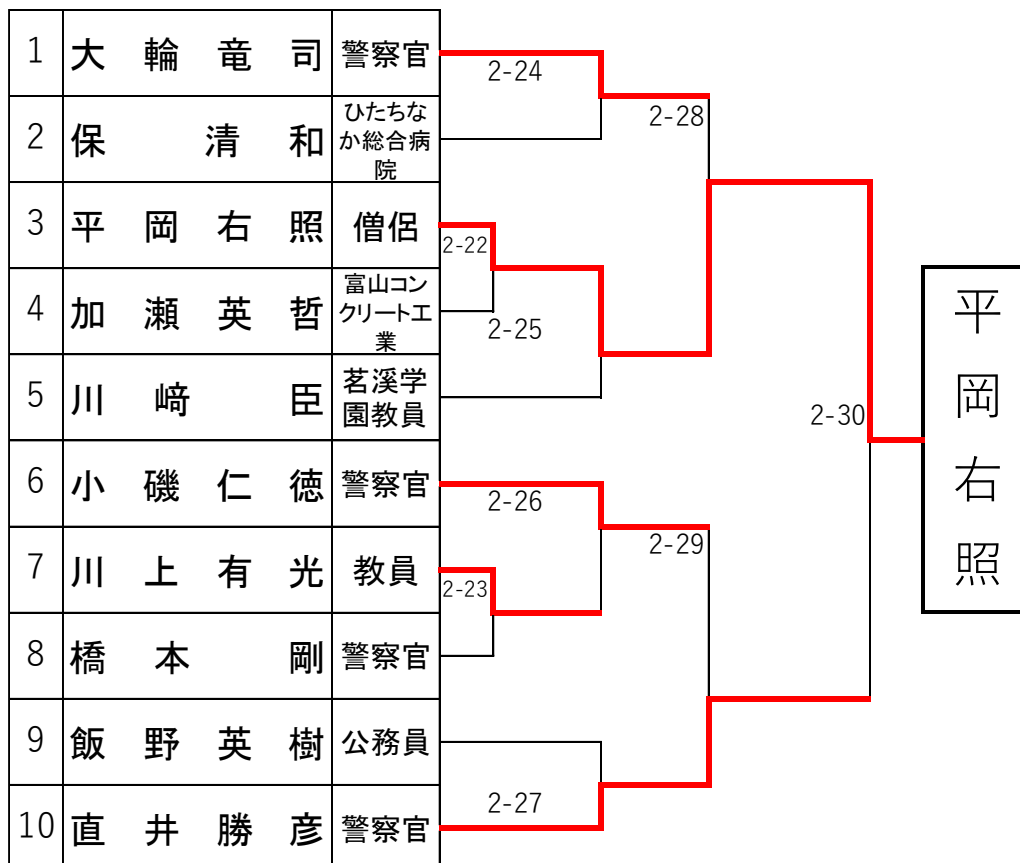 1 大輪竜司 警察官
2 保清和 ひたちな
か総合病
院
3 平岡右照 僧侶
4 加瀬英哲 富山コン
クリート工
業
5 川﨑臣 茗溪学
園教員
6 小磯仁徳 警察官
7 川上有光 教員
8 橋本剛 警察官
9 飯野英樹 公務員
10 直井勝彦 警察官
2-24
2-28
2-22
2-25
2-30
2-26
2-29
2-23
2-27
平岡右照